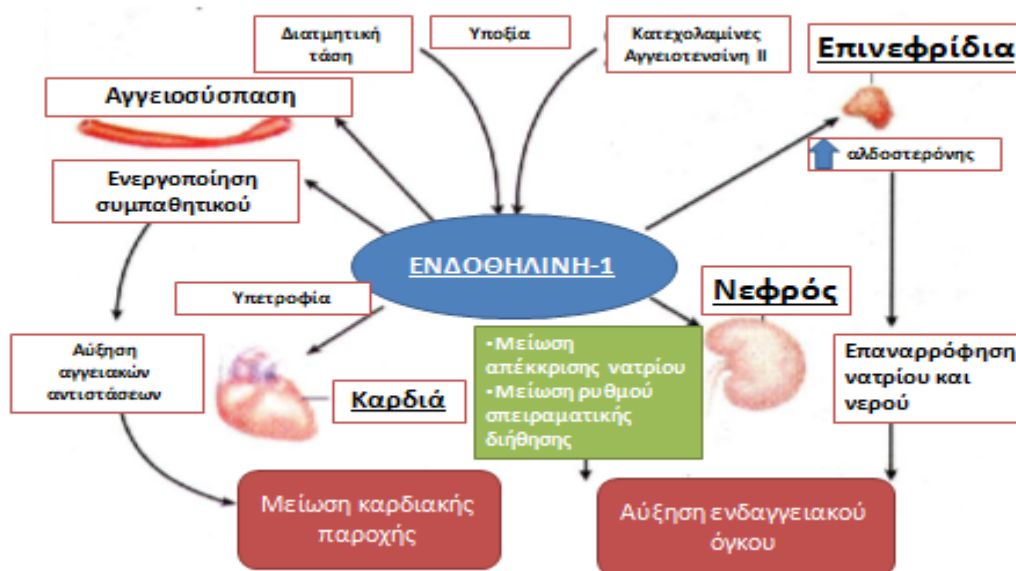 Διατμητική
τάση
Υποξία
Κατεχολαμίνες
Αγγειοτενσίνη ΙΙ
Επινεφρίδια
Αγγειοσύσπαση
αλδοστερόνης
Ενεργοποίηση
συμπαθητικού
ΕΝΔΟΘΗΛΙΝΗ-1
Υπετροφία
Νεφρός
•Μείωση
απέκκρισης νατρίου
•Μείωση ρυθμού
σπειραματικής
διήθησης
Αύξηση
αγγειακών
αντιστάσεων
Καρδιά
Επαναρρόφηση
νατρίου και
νερού
Μείωση καρδιακής
παροχής
Αύξηση ενδαγγειακού
όγκου